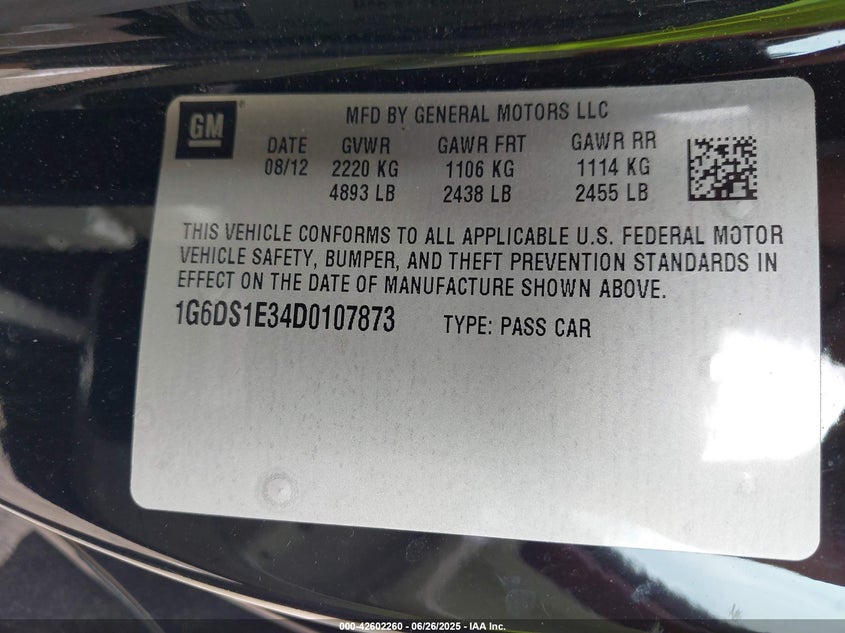 GM
MFD BY GENERAL MOTORS LLC
DATE GVWR GAWR FRT GAWR RR
08/12 2220 KG 1106 KG 1114 KG
4893 LB 2438 LB 2455 LB
THIS VEHICLE CONFORMS TO ALL APPLICABLE U.S. FEDERAL MOTOR
VEHICLE SAFETY, BUMPER, AND THEFT PREVENTION STANDARDS IN
EFFECT ON THE DATE OF MANUFACTURE SHOWN ABOVE.
1G6DS1E34D0107873 TYPE: PASS CAR
000-42602260 - 06/26/2025 - IAA Inc.